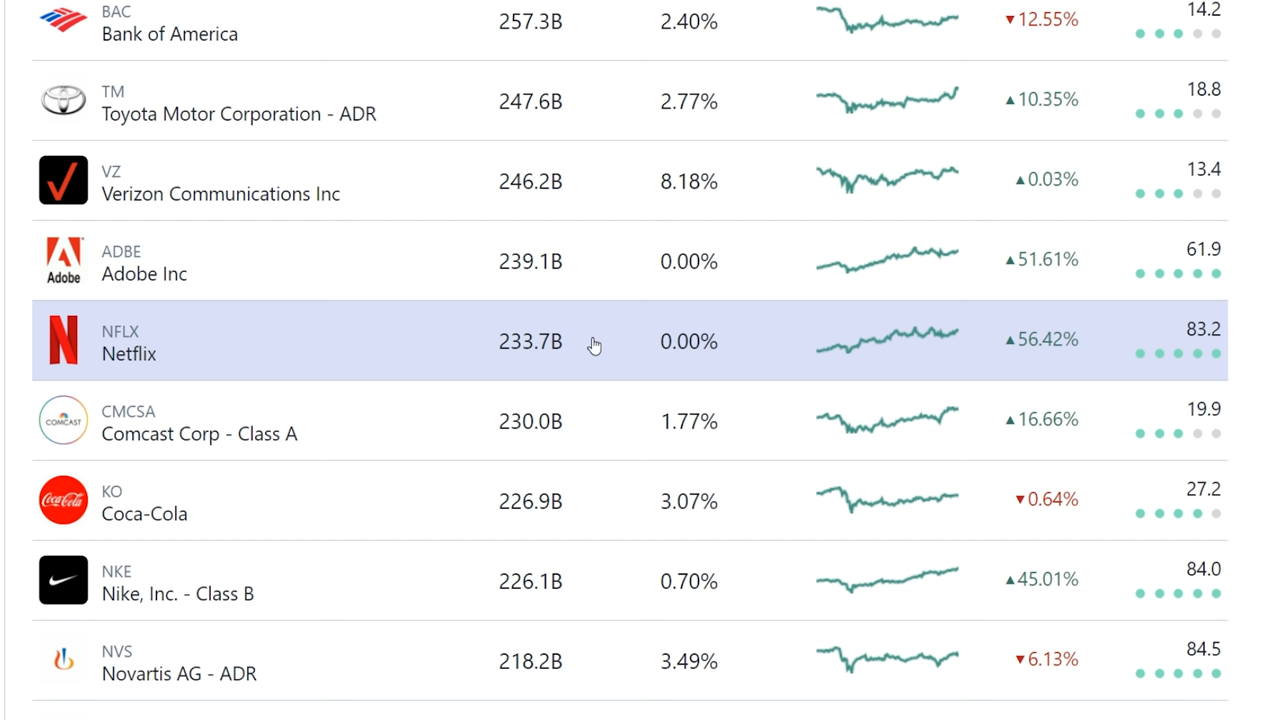 BAC
Bank of America
257.3B
2.40%
▼12.55%
14.2
TM
Toyota Motor Corporation - ADR
247.6B
2.77%
▲10.35%
18.8
VZ
Verizon Communications Inc
246.2B
8.18%
▲0.03%
13.4
Adobe
ADBE
Adobe Inc
239.1B
0.00%
▲51.61%
61.9
NFLX
Netflix
233.7B
0.00%
▲56.42%
83.2
COMCAST
CMCSA
Comcast Corp - Class A
230.0B
1.77%
▲16.66%
19.9
Coca-Cola
KO
Coca-Cola
226.9B
3.07%
▼0.64%
27.2
NKE
Nike, Inc. - Class B
226.1B
0.70%
▲45.01%
84.0
NVS
Novartis AG - ADR
218.2B
3.49%
▼6.13%
84.5